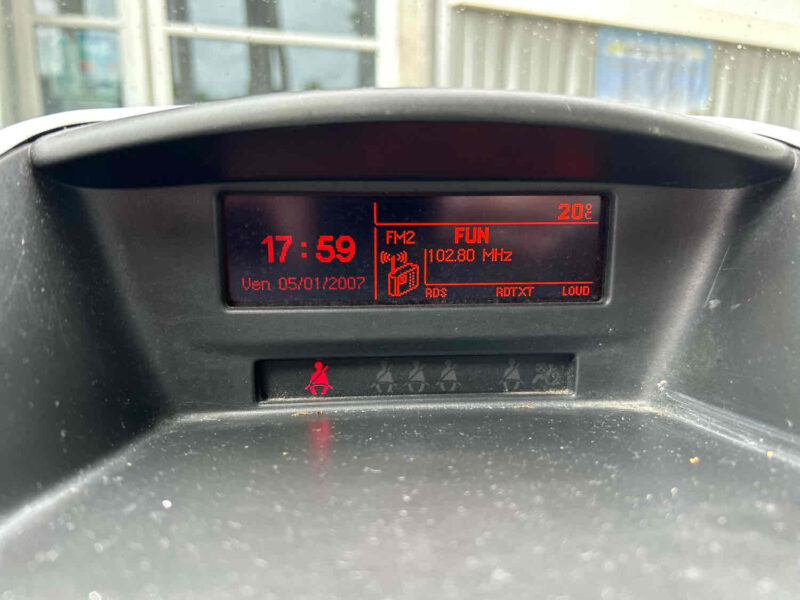 20°C
17:59
FM2 FUN
102.80 MHz
Ven. 05/01/2007
RDS RDTXT LOUD